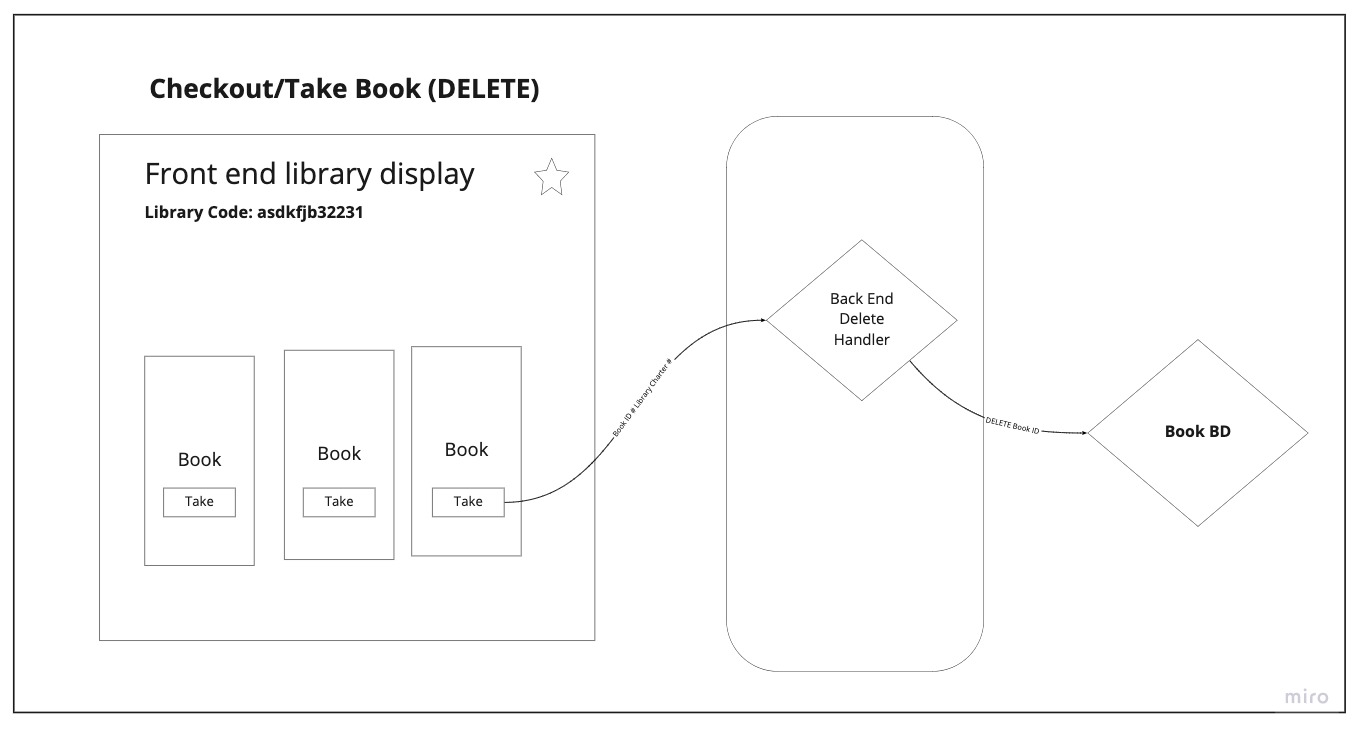 Checkout/Take Book (DELETE)
Front end library display
Library Code: asdkfjb32231
Back End
Delete
Handler
Book ID # Library Charter #
DELETE Book ID
Book BD
Book
Book
Book
Take
Take
Take
miro